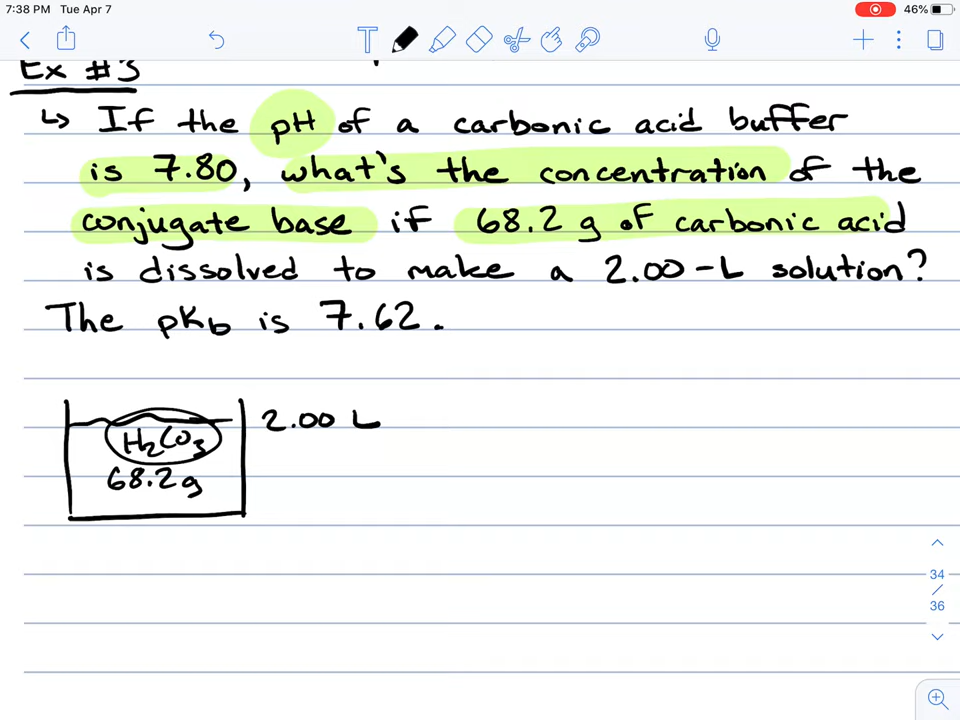 7:38 PM Tue Apr 7
46%
Ex #3
↳ If the pH of a carbonic acid buffer
is 7.80, what's the concentration of the
conjugate base if 68.2 g of carbonic acid
is dissolved to make a 2.00-L solution?
The pKb is 7.62.
2.00 L
H2CO3
68.2g
34
/
36